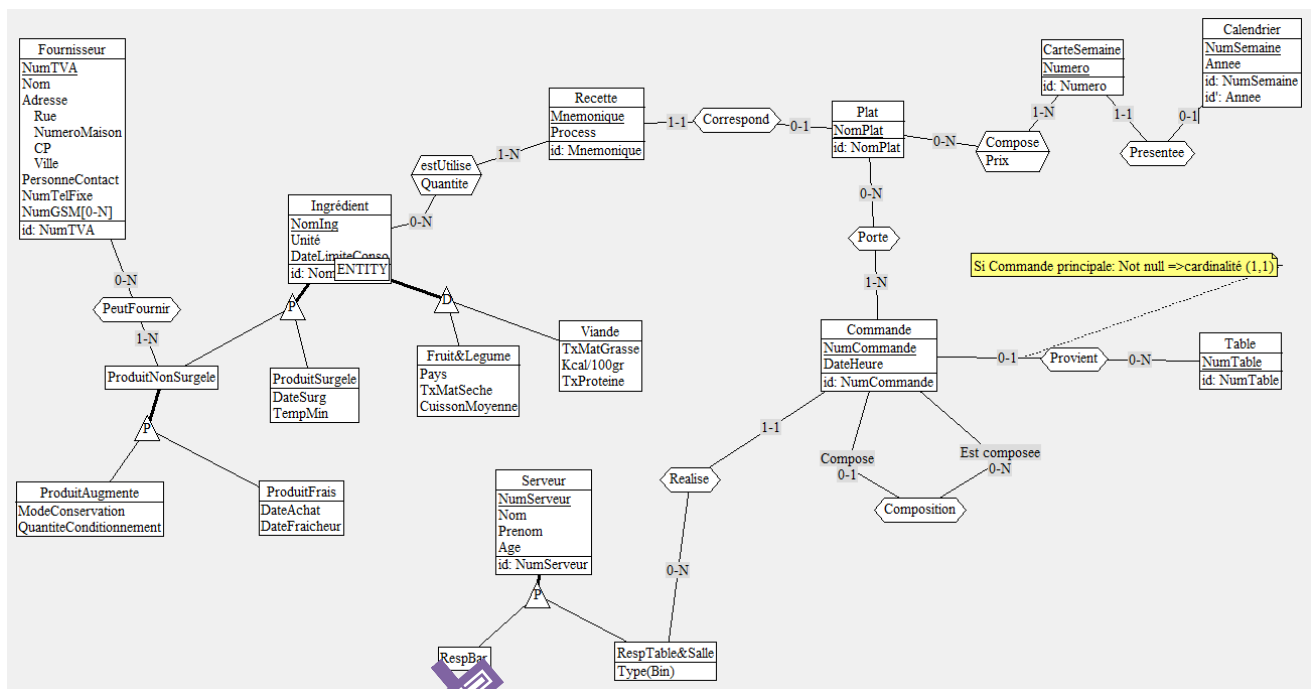 Fournisseur
NumTVA
Nom
Adresse
Rue
NumeroMaison
CP
Ville
PersonneContact
NumTelFixe
NumGSM[0-N]
id: NumTVA
0-N
PeutFournir
1-N
ProduitNonSurgele
P
ProduitAugmente
ModeConservation
QuantiteConditionnement
ProduitFrais
DateAchat
DateFraicheur
Ingrédient
NomIng
Unité
DateLimiteConso
id: Nom
ENTITY
P
D
ProduitSurgele
DateSurg
TempMin
Fruit&Legume
Pays
TxMatSeche
CuissonMoyenne
Viande
TxMatGrasse
Kcal/100gr
TxProteine
0-N
estUtilise
Quantite
1-N
Recette
Mnemonique
Process
id: Mnemonique
1-1
Correspond
0-1
Plat
NomPlat
id: NomPlat
0-N
Compose
Prix
1-N
CarteSemaine
Numero
id: Numero
1-1
Presentee
0-1
Calendrier
NumSemaine
Annee
id: NumSemaine
id': Annee
0-N
Porte
1-N
Si Commande principale: Not null =>cardinalité (1,1)
Commande
NumCommande
DateHeure
id: NumCommande
0-1
Provient
0-N
Table
NumTable
id: NumTable
Compose
0-1
Est composee
0-N
Composition
1-1
Realise
0-N
Serveur
NumServeur
Nom
Prenom
Age
id: NumServeur
P
RespBar
RespTable&Salle
Type(Bin)